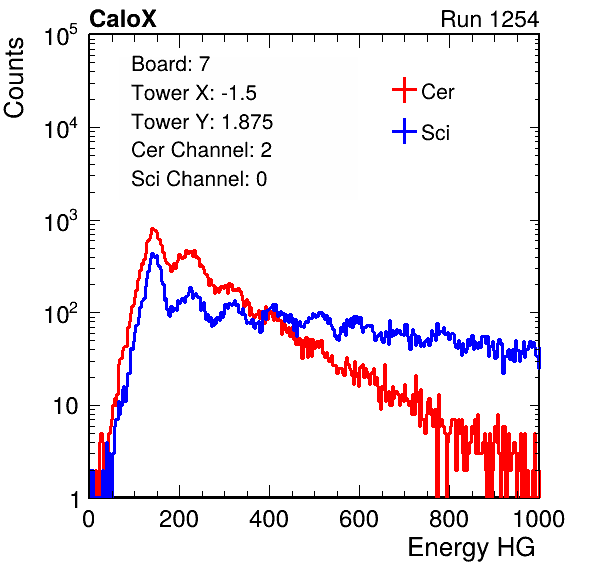 CaloX Run 1254
Counts
Board: 7
Tower X: -1.5
Tower Y: 1.875
Cer Channel: 2
Sci Channel: 0
Cer
Sci
10^5
10^4
10^3
10^2
10
1
0 200 400 600 800 1000
Energy HG